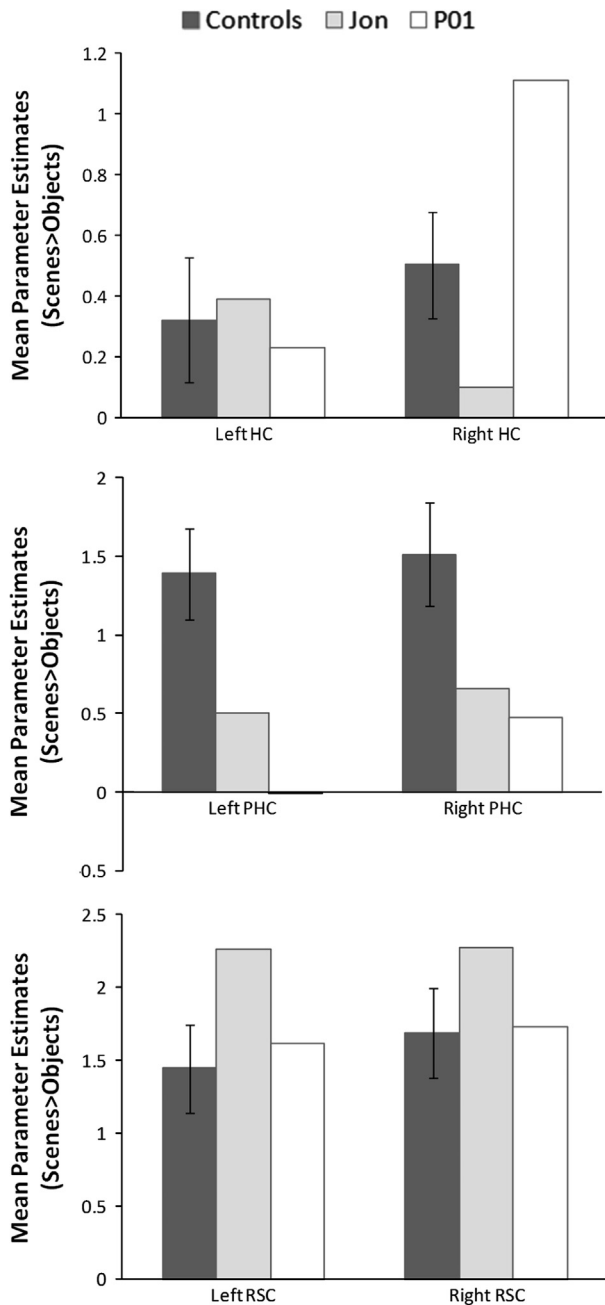 Controls Jon P01
Mean Parameter Estimates
(Scenes>Objects)
1.2
1
0.8
0.6
0.4
0.2
0
Left HC
Right HC
Mean Parameter Estimates
(Scenes>Objects)
2
1.5
1
0.5
0
-0.5
Left PHC
Right PHC
Mean Parameter Estimates
(Scenes>Objects)
2.5
2
1.5
1
0.5
0
Left RSC
Right RSC